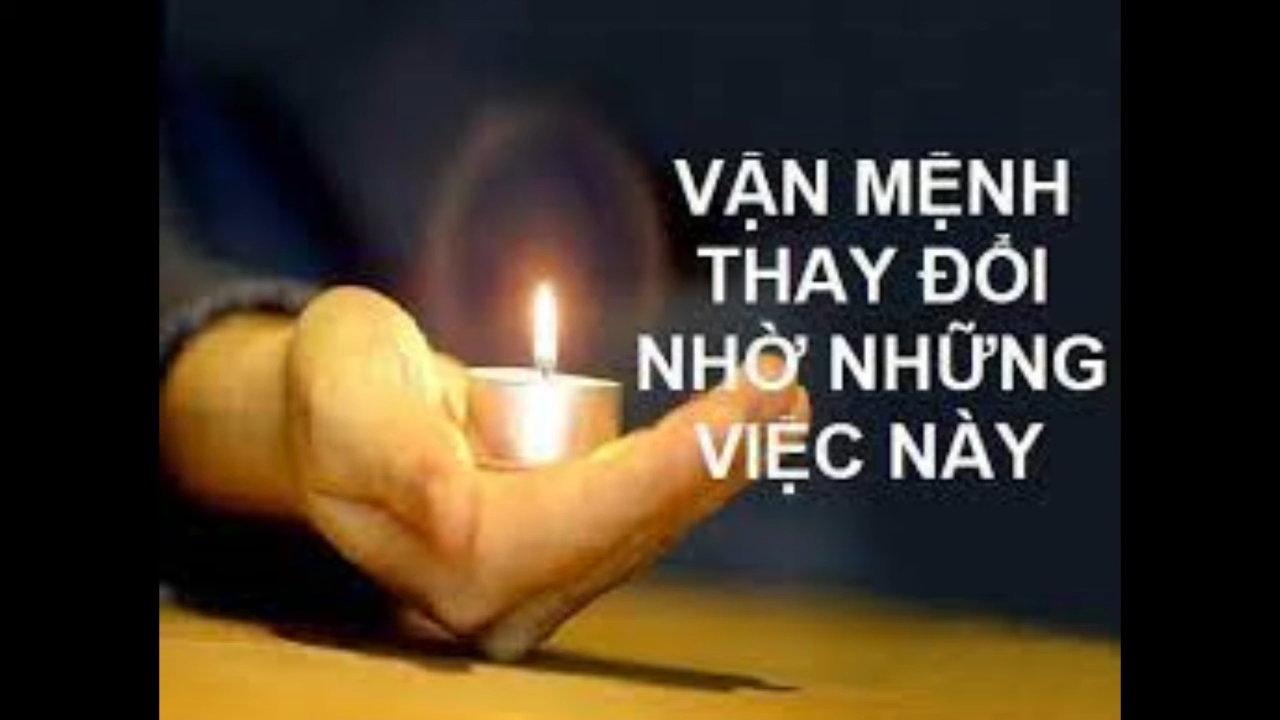 VẬN MỆNH
THAY ĐỔI
NHỜ NHỮNG
VIỆC NÀY